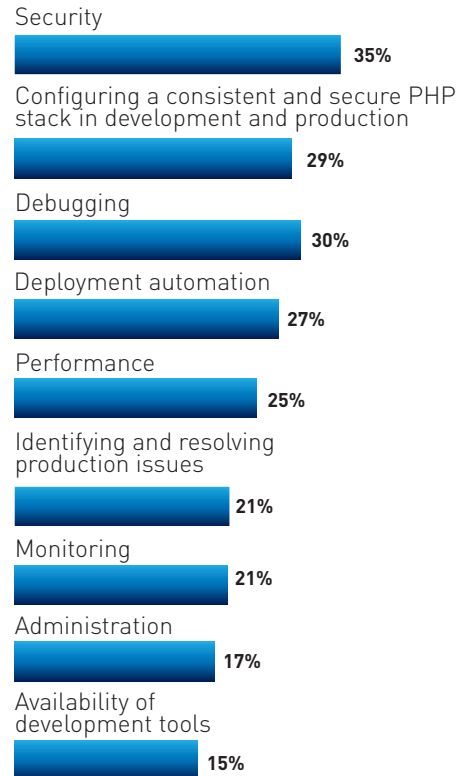 Security
35%
Configuring a consistent and secure PHP
stack in development and production
29%
Debugging
30%
Deployment automation
27%
Performance
25%
Identifying and resolving
production issues
21%
Monitoring
21%
Administration
17%
Availability of
development tools
15%